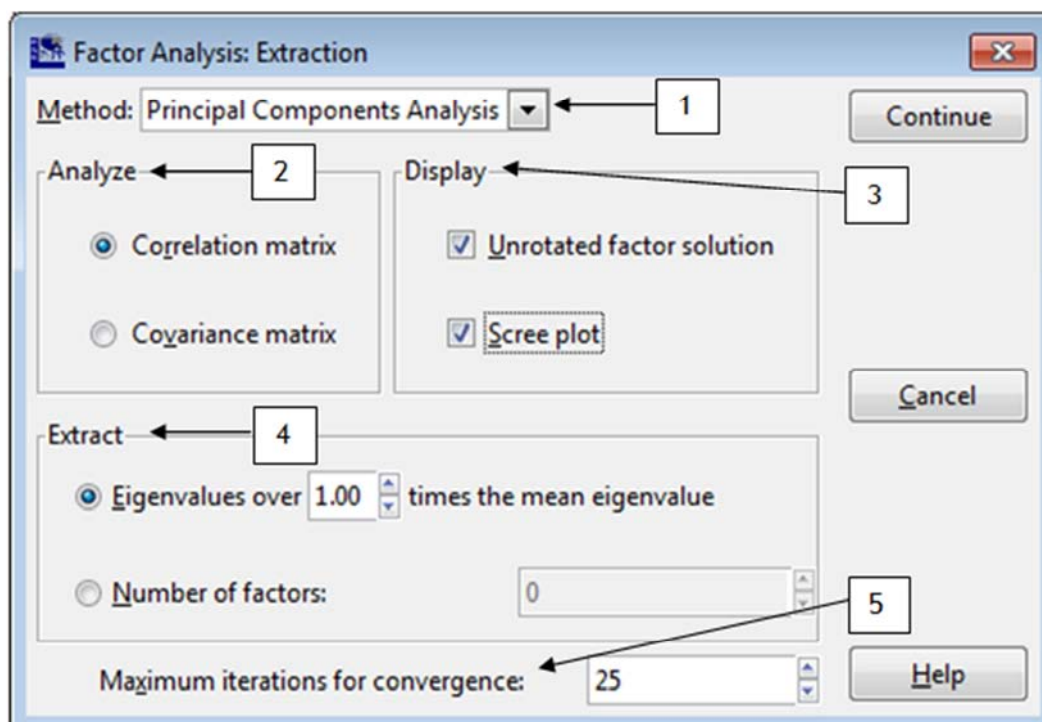 Factor Analysis: Extraction
Method: Principal Components Analysis
1
Continue
Analyze
2
Display
3
Correlation matrix
Unrotated factor solution
Covariance matrix
Scree plot
Cancel
Extract
4
Eigenvalues over 1.00 times the mean eigenvalue
Number of factors: 0
5
Maximum iterations for convergence: 25
Help